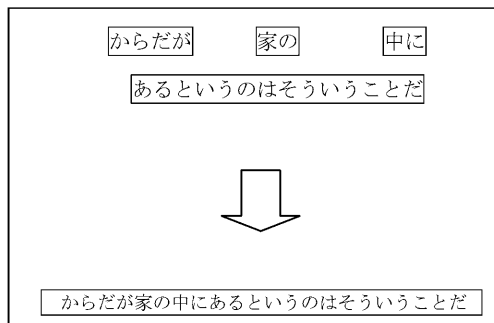 からだが 家の 中に
あるというのはそういうことだ
からだが家の中にあるというのはそういうことだ